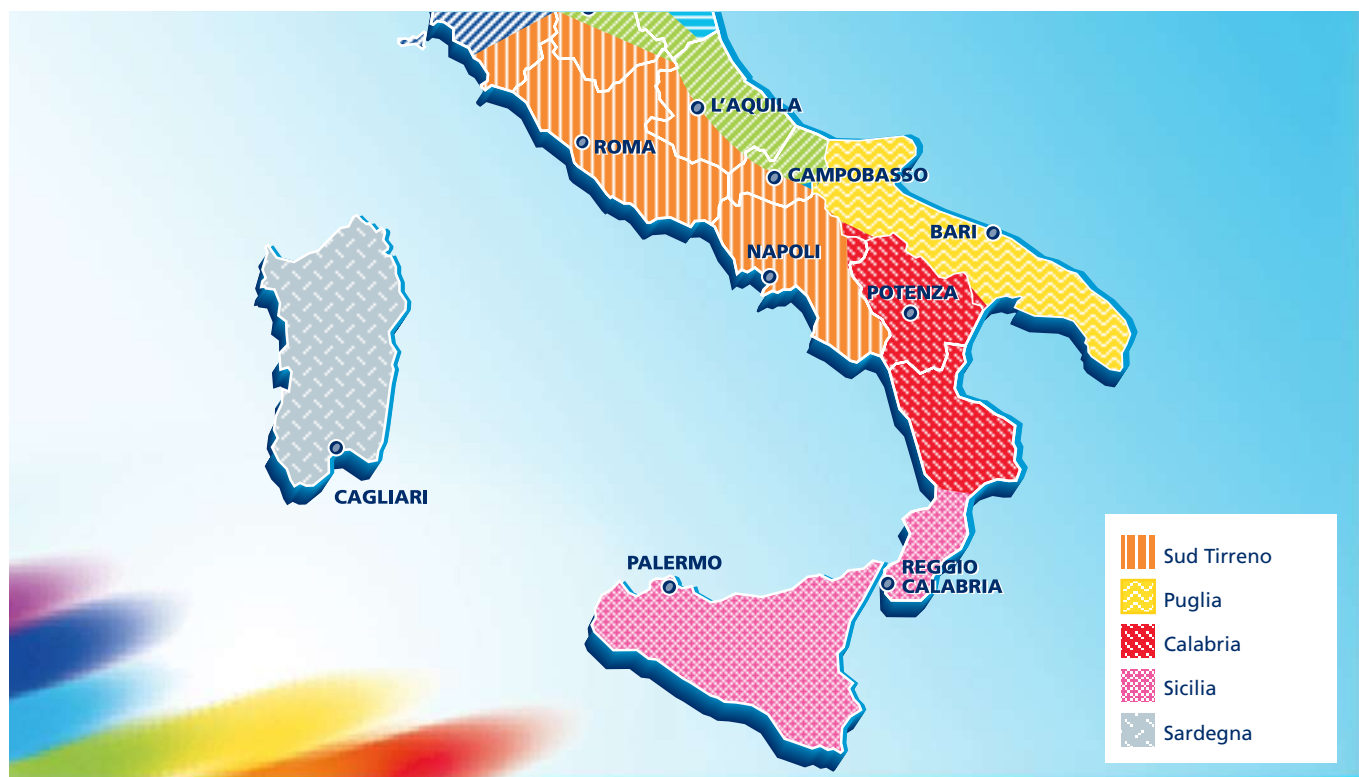 L'AQUILA
ROMA
CAMPOBASSO
BARI
NAPOLI
POTENZA
CAGLIARI
PALERMO
REGGIO
CALABRIA
Sud Tirreno
Puglia
Calabria
Sicilia
Sardegna